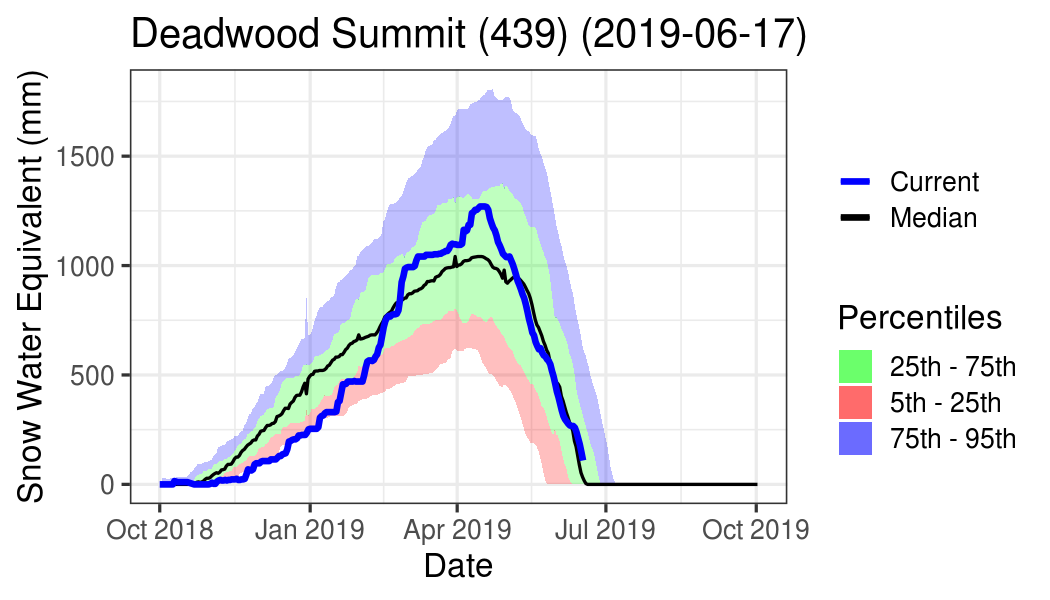 Deadwood Summit (439) (2019-06-17)
Snow Water Equivalent (mm)
1500
1000
500
0
Oct 2018
Jan 2019
Apr 2019
Jul 2019
Oct 2019
Date
Current
Median
Percentiles
25th - 75th
5th - 25th
75th - 95th